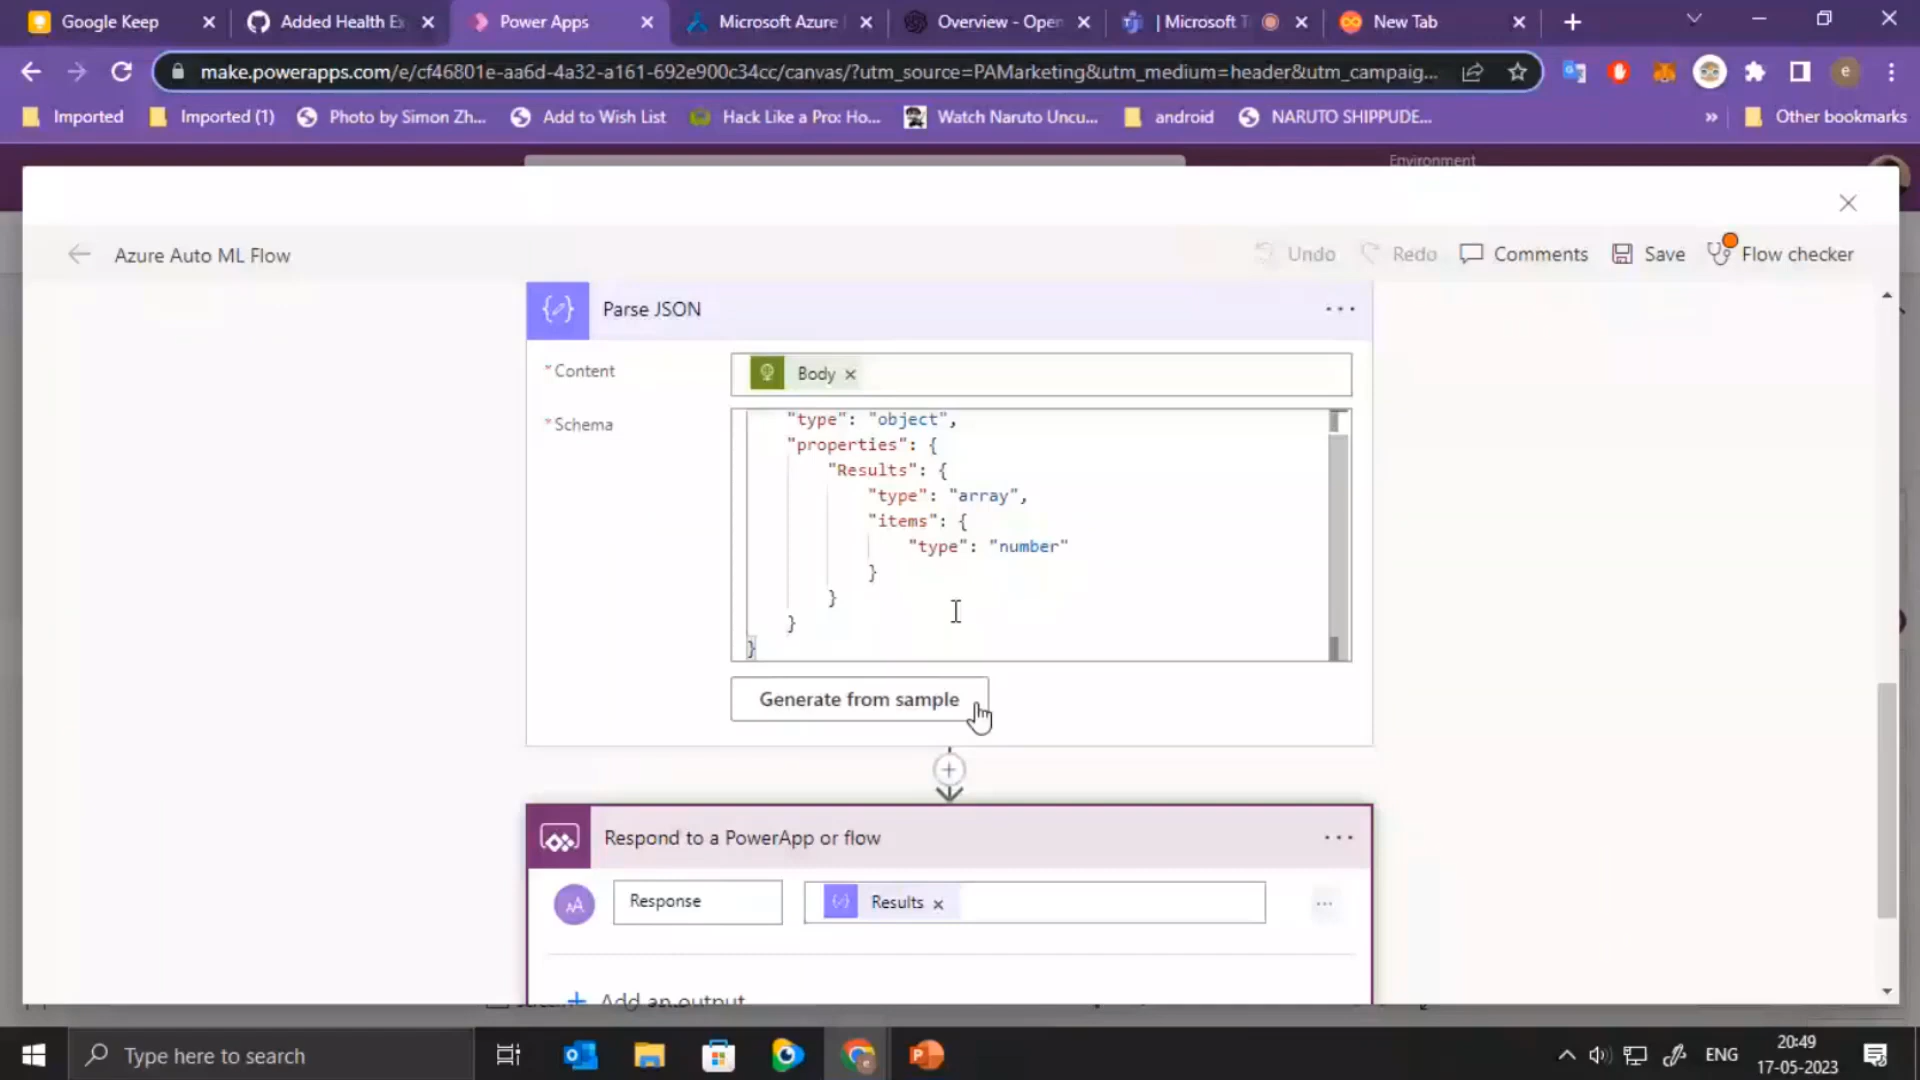 Google Keep
Added Health Ex
Power Apps
Microsoft Azure
Overview - Open
| Microsoft T
New Tab
make.powerapps.com/e/cf46801e-aa6d-4a32-a161-692e900c34cc/canvas/?utm_source=PAMarketing&utm_medium=header&utm_campaig...
e
Imported
Imported (1)
Photo by Simon Zh...
Add to Wish List
Hack Like a Pro: Ho...
Watch Naruto Uncu...
android
NARUTO SHIPPUDE...
»
Other bookmarks
Environment
Azure Auto ML Flow
Undo
Redo
Comments
Save
Flow checker
Parse JSON
* Content
Body
* Schema
"type": "object",
"properties": {
"Results": {
"type": "array",
"items": {
"type": "number"
}
}
}
}
Generate from sample
Respond to a PowerApp or flow
Response
Results
Add an output
Type here to search
ENG
20:49
17-05-2023